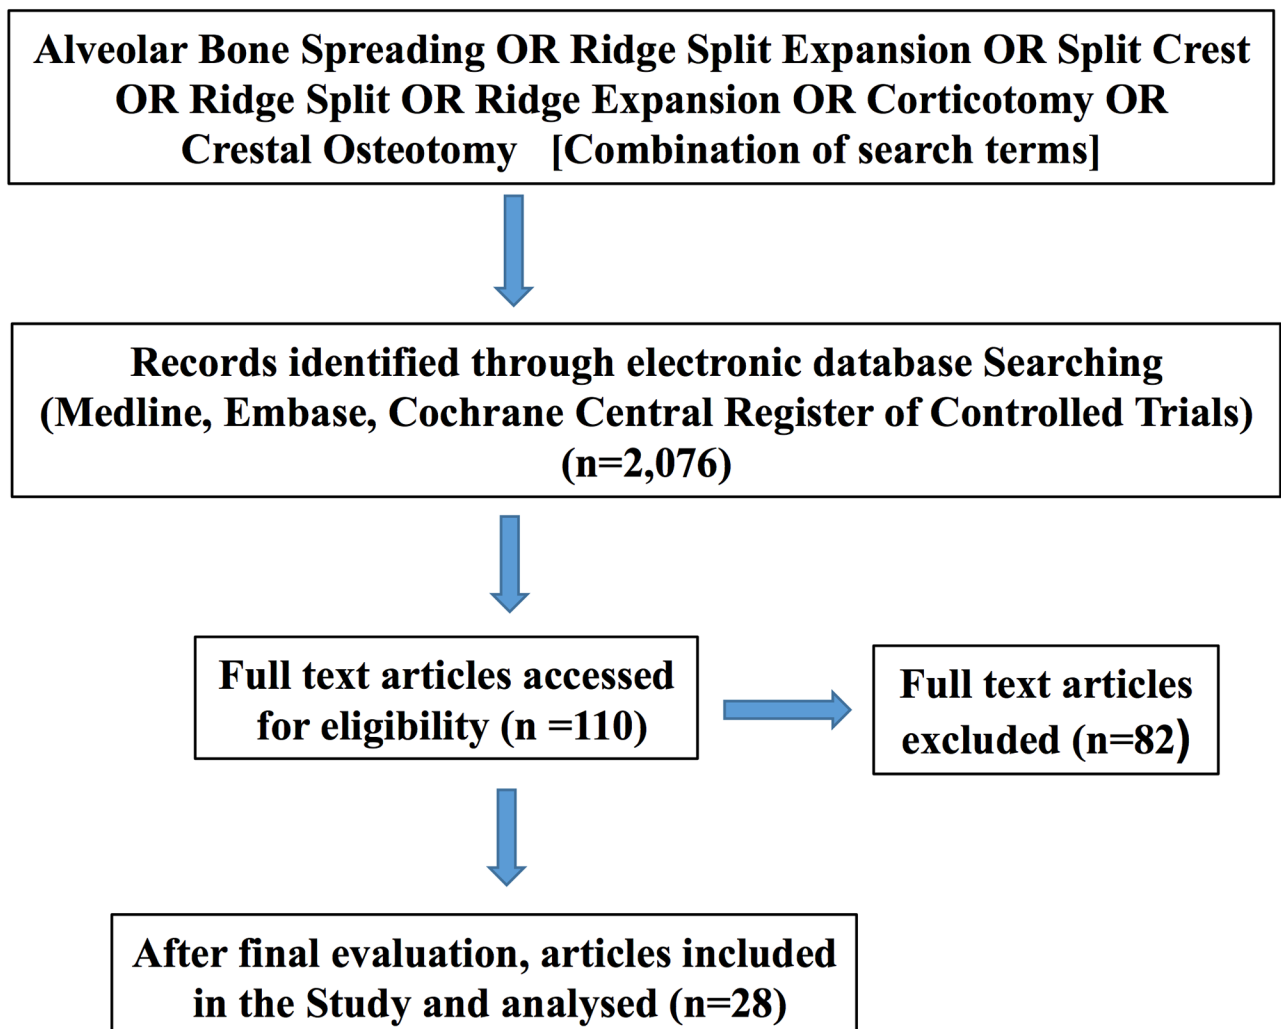 Alveolar Bone Spreading OR Ridge Split Expansion OR Split Crest
OR Ridge Split OR Ridge Expansion OR Corticotomy OR
Crestal Osteotomy [Combination of search terms]
Records identified through electronic database Searching
(Medline, Embase, Cochrane Central Register of Controlled Trials)
(n=2,076)
Full text articles accessed
for eligibility (n =110)
Full text articles
excluded (n=82)
After final evaluation, articles included
in the Study and analysed (n=28)